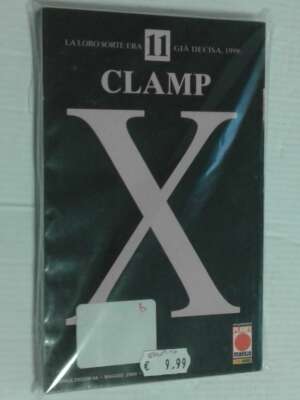 LA LORO SORTE ERA 11 GIÀ DECISA. 1999.
CLAMP
X
€ 9.99